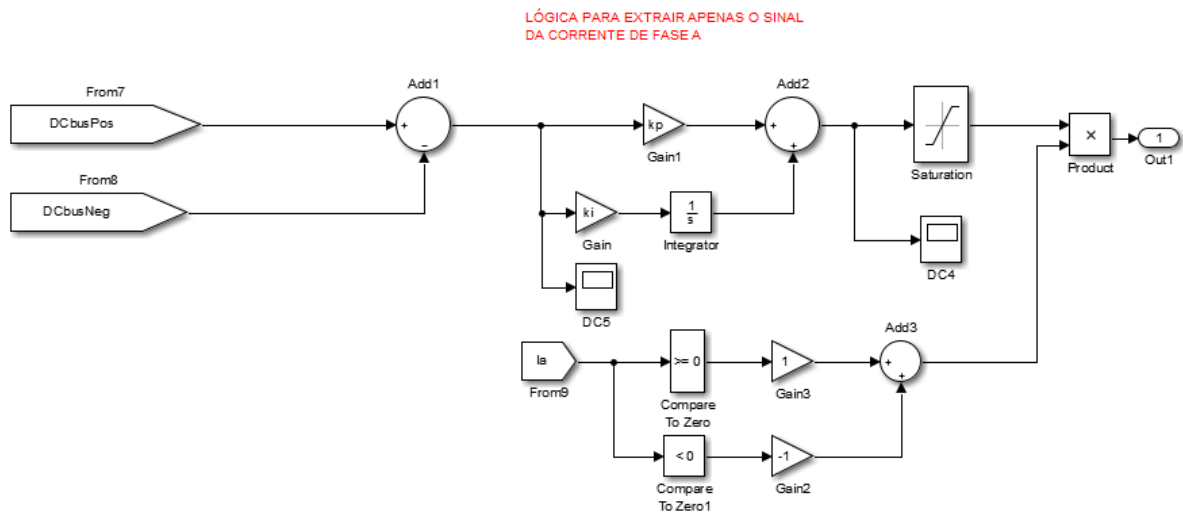 LÓGICA PARA EXTRAIR APENAS O SINAL
DA CORRENTE DE FASE A
From7
DCbusPos
From8
DCbusNeg
Add1
+
−
kp
Gain1
ki
Gain
1
s
Integrator
DC5
Add2
+
+
Saturation
DC4
×
Product
1
Out1
Ia
From9
>= 0
Compare
To Zero
1
Gain3
< 0
Compare
To Zero1
-1
Gain2
Add3
+
+